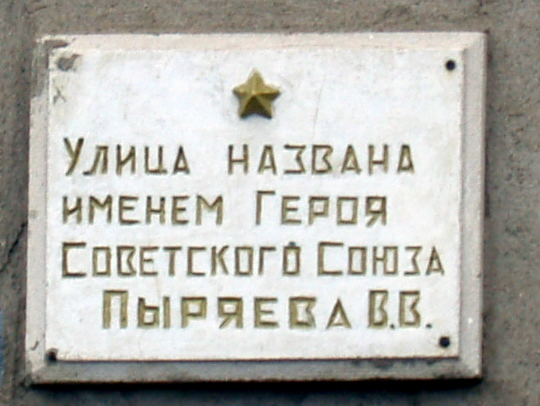 Улица названа
именем Героя
Советского Союза
Пыряева В.В.